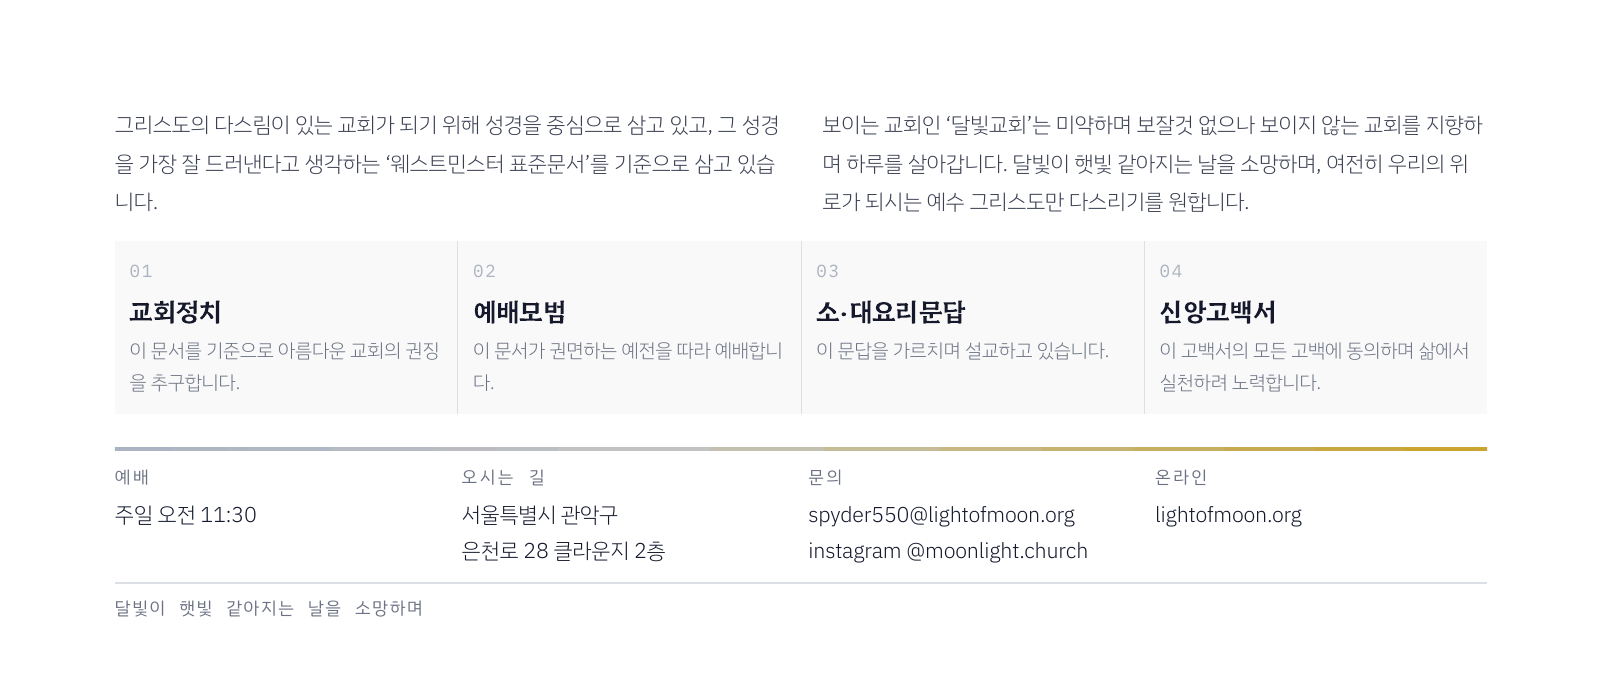 그리스도의 다스림이 있는 교회가 되기 위해 성경을 중심으로 삼고 있고, 그 성경
을 가장 잘 드러낸다고 생각하는 ‘웨스트민스터 표준문서’를 기준으로 삼고 있습
니다.
보이는 교회인 ‘달빛교회’는 미약하며 보잘것 없으나 보이지 않는 교회를 지향하
며 하루를 살아갑니다. 달빛이 햇빛 같아지는 날을 소망하며, 여전히 우리의 위
로가 되시는 예수 그리스도만 다스리기를 원합니다.
01
교회정치
이 문서를 기준으로 아름다운 교회의 권징
을 추구합니다.
02
예배모범
이 문서가 권면하는 예전을 따라 예배합니
다.
03
소·대요리문답
이 문답을 가르치며 설교하고 있습니다.
04
신앙고백서
이 고백서의 모든 고백에 동의하며 삶에서
실천하려 노력합니다.
예배
주일 오전 11:30
오시는 길
서울특별시 관악구
은천로 28 클라운지 2층
문의
spyder550@lightofmoon.org
instagram @moonlight.church
온라인
lightofmoon.org
달빛이 햇빛 같아지는 날을 소망하며